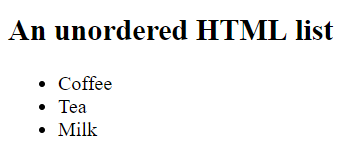 An unordered HTML list
• Coffee
• Tea
• Milk